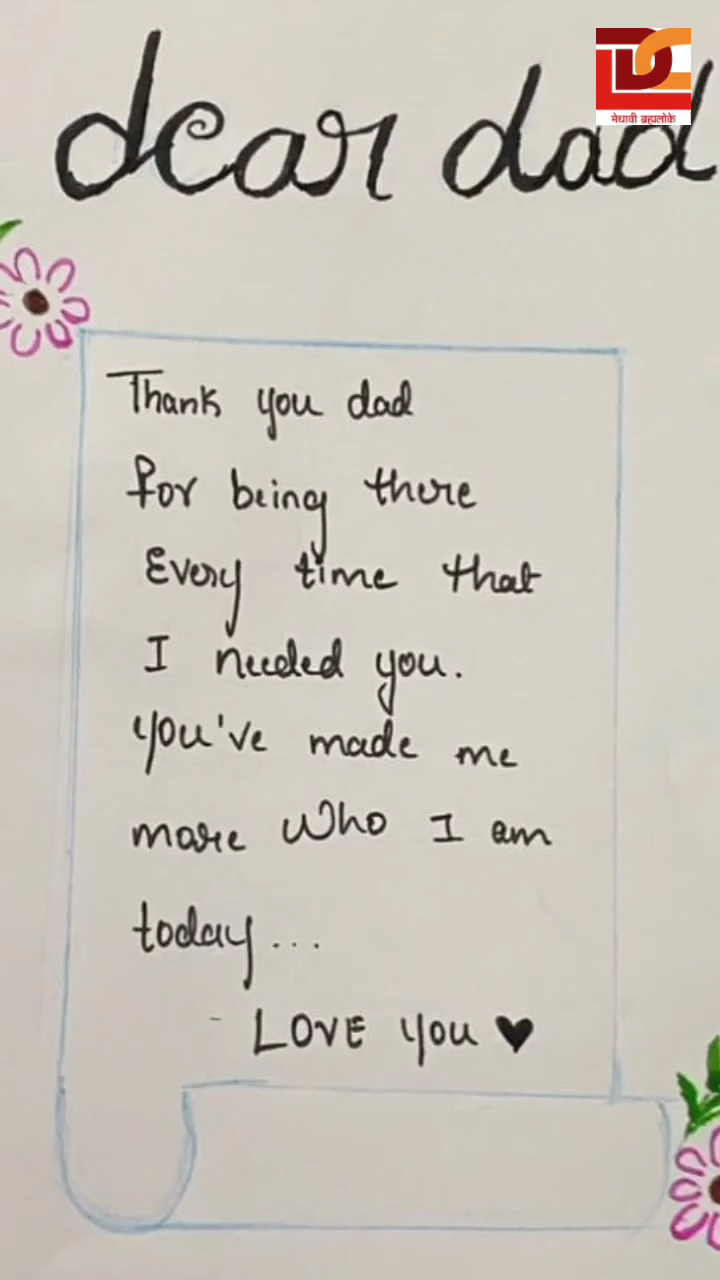 dear dad
मेधावी ब्रह्मलोके
Thank you dad
for being there
Every time that
I needed you.
you've made me
more who I am
today...
- LOVE you ♥